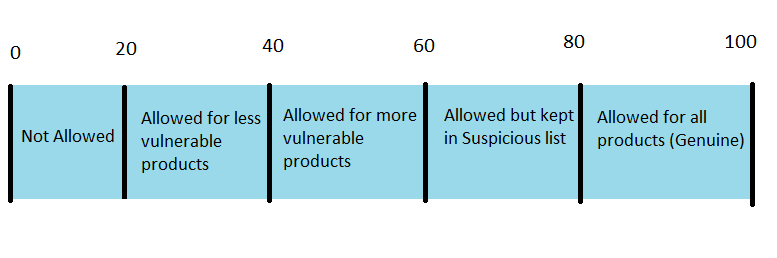 0
20
40
60
80
100
Not Allowed
Allowed for less
vulnerable
products
Allowed for more
vulnerable
products
Allowed but kept
in Suspicious list
Allowed for all
products (Genuine)